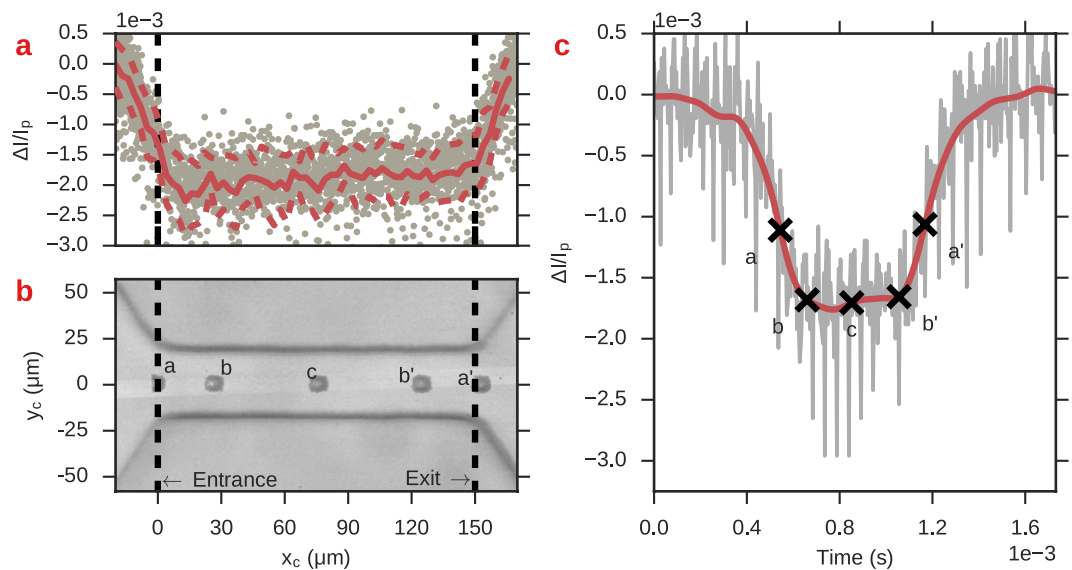 a
1e−3
ΔI/Iₚ
0.5
0.0
−0.5
−1.0
−1.5
−2.0
−2.5
−3.0
b
y_c (μm)
50
25
0
-25
-50
a
b
c
b'
a'
← Entrance
Exit →
0 30 60 90 120 150
x_c (μm)
c
1e−3
ΔI/Iₚ
0.5
0.0
−0.5
−1.0
−1.5
−2.0
−2.5
−3.0
a
b
c
b'
a'
0.0 0.4 0.8 1.2 1.6
Time (s)
1e−3